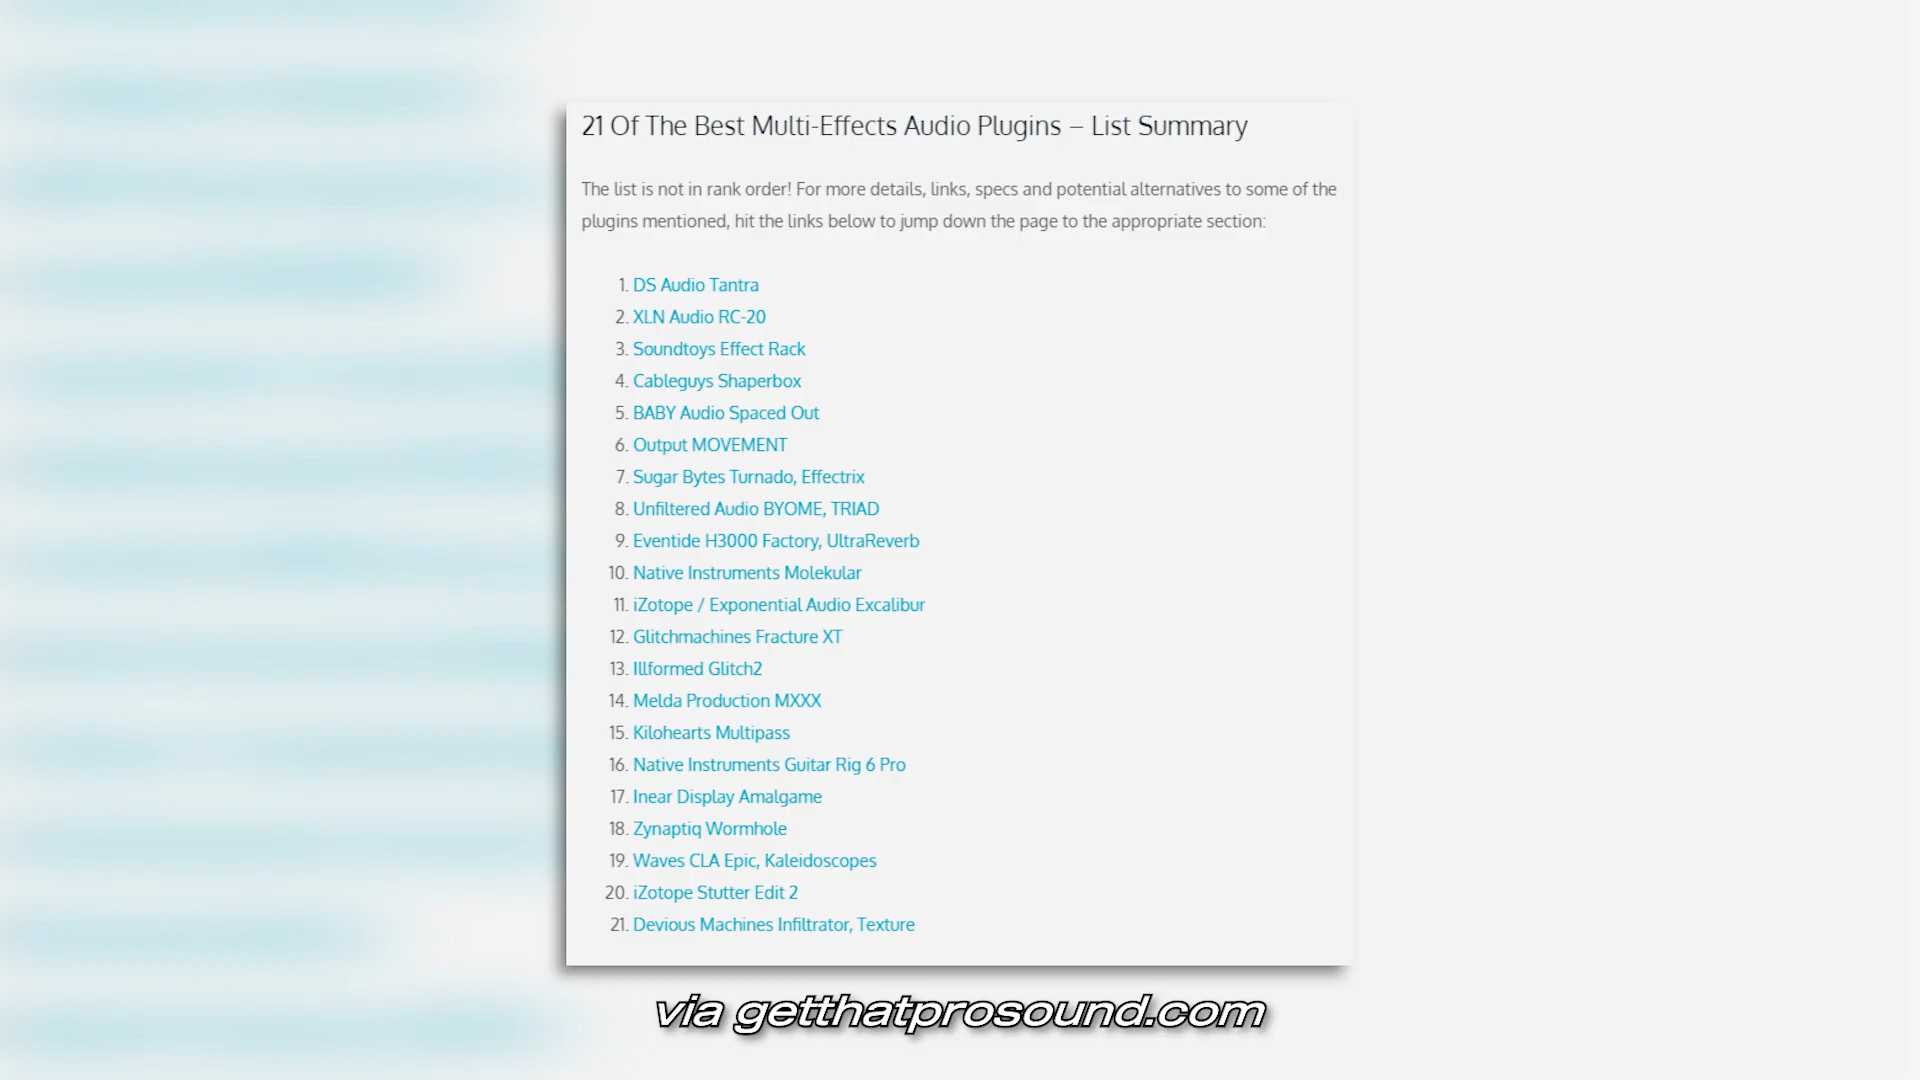 21 Of The Best Multi-Effects Audio Plugins – List Summary
The list is not in rank order! For more details, links, specs and potential alternatives to some of the
plugins mentioned, hit the links below to jump down the page to the appropriate section:
1. DS Audio Tantra
2. XLN Audio RC-20
3. Soundtoys Effect Rack
4. Cableguys Shaperbox
5. BABY Audio Spaced Out
6. Output MOVEMENT
7. Sugar Bytes Turnado, Effectrix
8. Unfiltered Audio BYOME, TRIAD
9. Eventide H3000 Factory, UltraReverb
10. Native Instruments Molekular
11. iZotope / Exponential Audio Excalibur
12. Glitchmachines Fracture XT
13. Illformed Glitch2
14. Melda Production MXXX
15. Kilohearts Multipass
16. Native Instruments Guitar Rig 6 Pro
17. Inear Display Amalgame
18. Zynaptiq Wormhole
19. Waves CLA Epic, Kaleidoscopes
20. iZotope Stutter Edit 2
21. Devious Machines Infiltrator, Texture
via getthatprosound.com